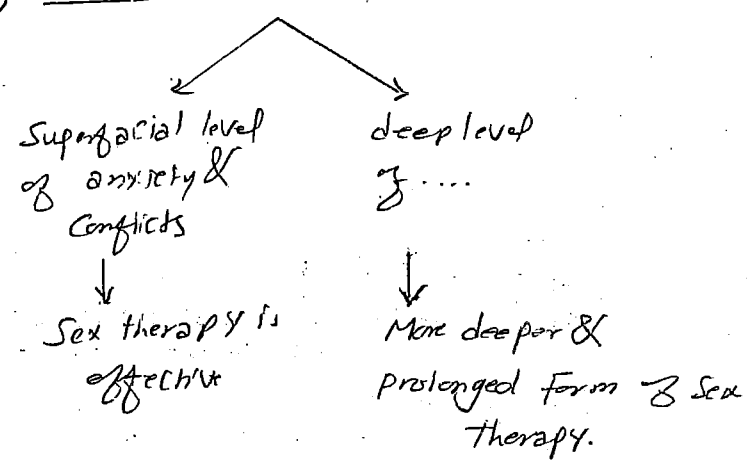 Superfacial level
of anxiety &
Conflicts
deep level
of ....
Sex therapy is
effective
More deeper &
prolonged Form of Sex
therapy.